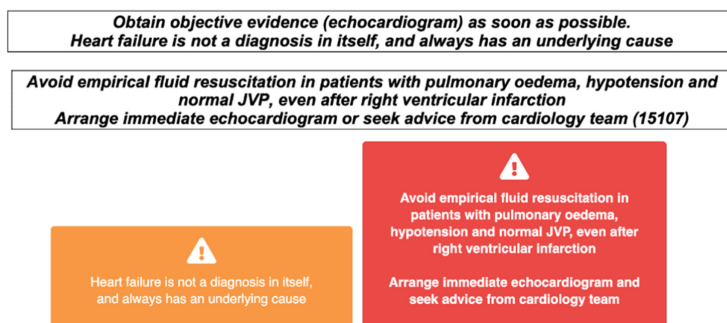 Obtain objective evidence (echocardiogram) as soon as possible.
Heart failure is not a diagnosis in itself, and always has an underlying cause
Avoid empirical fluid resuscitation in patients with pulmonary oedema, hypotension and
normal JVP, even after right ventricular infarction
Arrange immediate echocardiogram or seek advice from cardiology team (15107)
Heart failure is not a diagnosis in itself,
and always has an underlying cause
Avoid empirical fluid resuscitation in
patients with pulmonary oedema,
hypotension and normal JVP, even after
right ventricular infarction
Arrange immediate echocardiogram and
seek advice from cardiology team